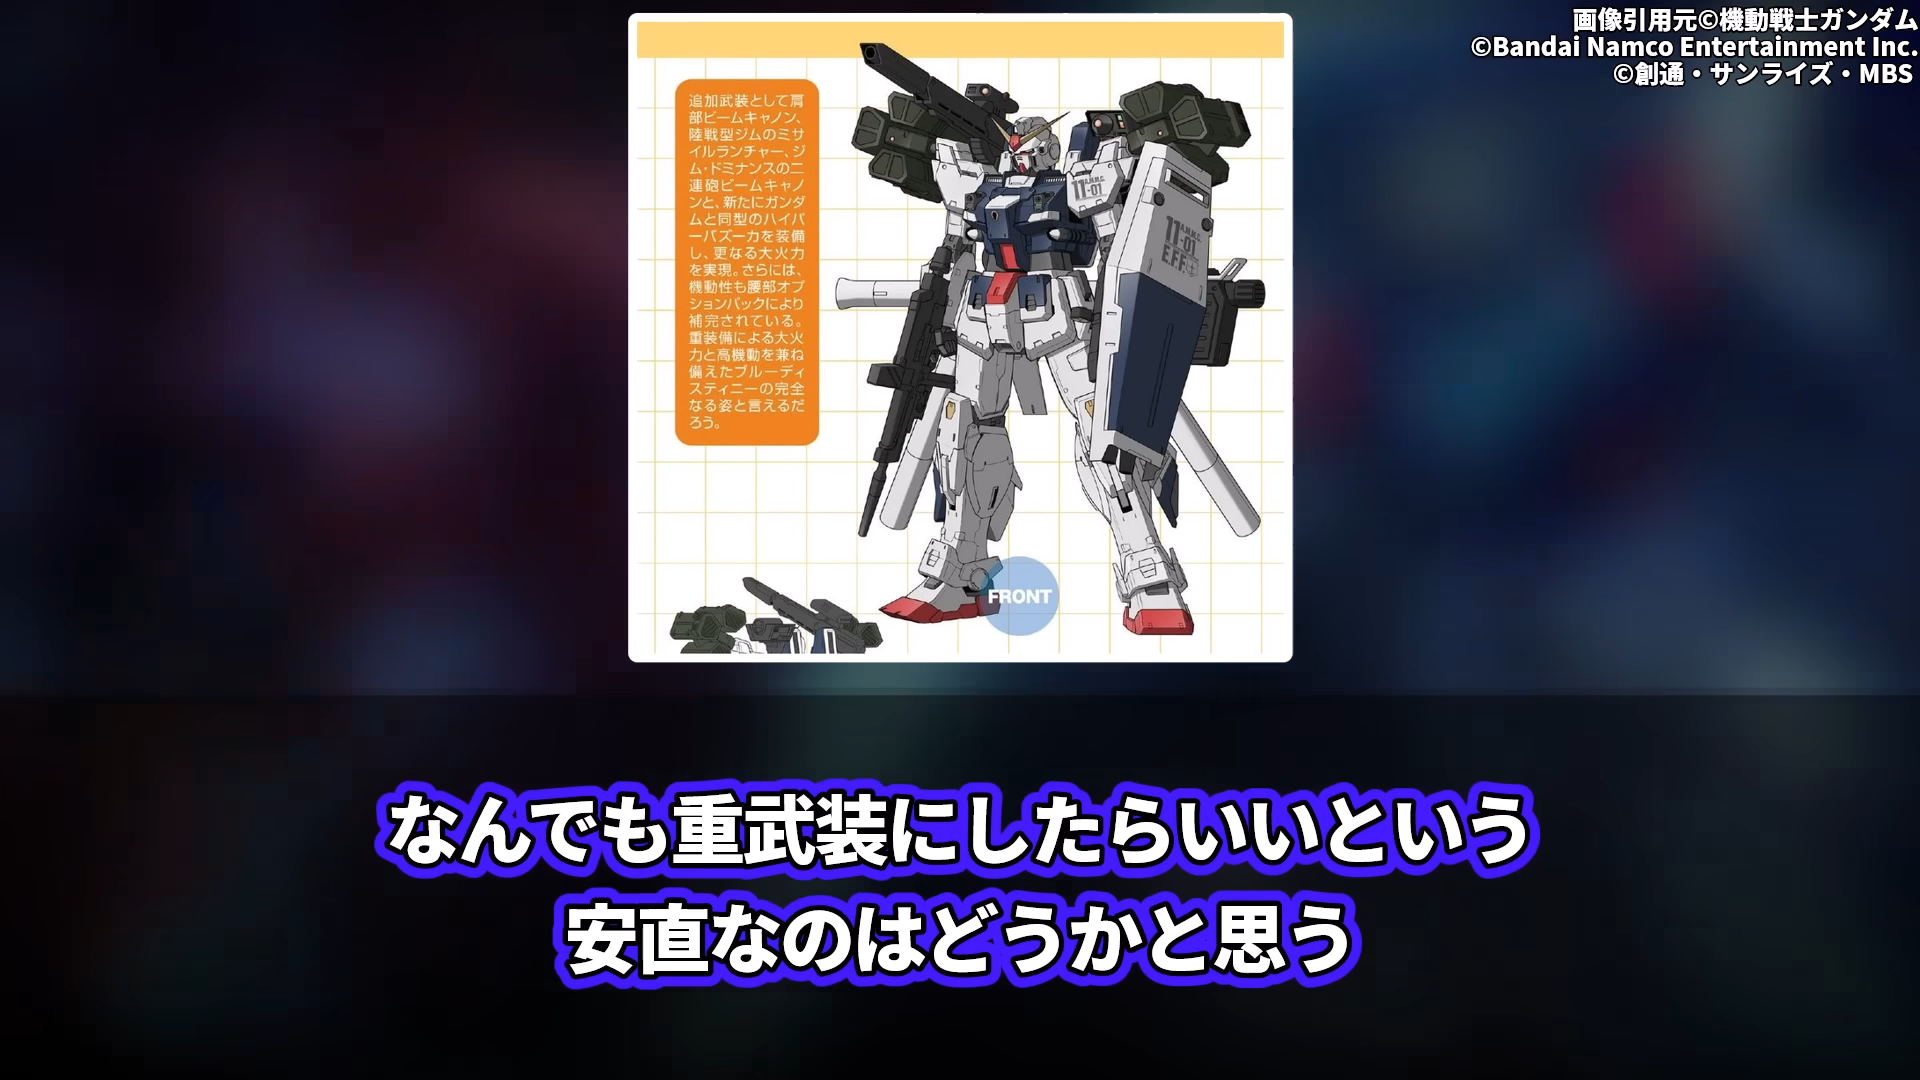 画像引用元©機動戦士ガンダム
©Bandai Namco Entertainment Inc.
©創通・サンライズ・MBS
追加武装として肩
部ビームキャノン、
陸戦型ジムのミサ
イルランチャー、ジ
ム・ドミナンスの二
連砲ビームキャノ
ンと、新たにガンダ
ムと同型のハイパ
ーバズーカを装備
し、更なる大火力
を実現。さらには、
機動性も腰部オプ
ションパックにより
補完されている。
重装備による大火
力と高機動を兼ね
備えたブルーディ
スティニーの完全
なる姿と言えるだ
ろう。
A.M.M.C.
11-01
A.M.M.C.
11-01
E.F.F.
FRONT
なんでも重武装にしたらいいという
安直なのはどうかと思う